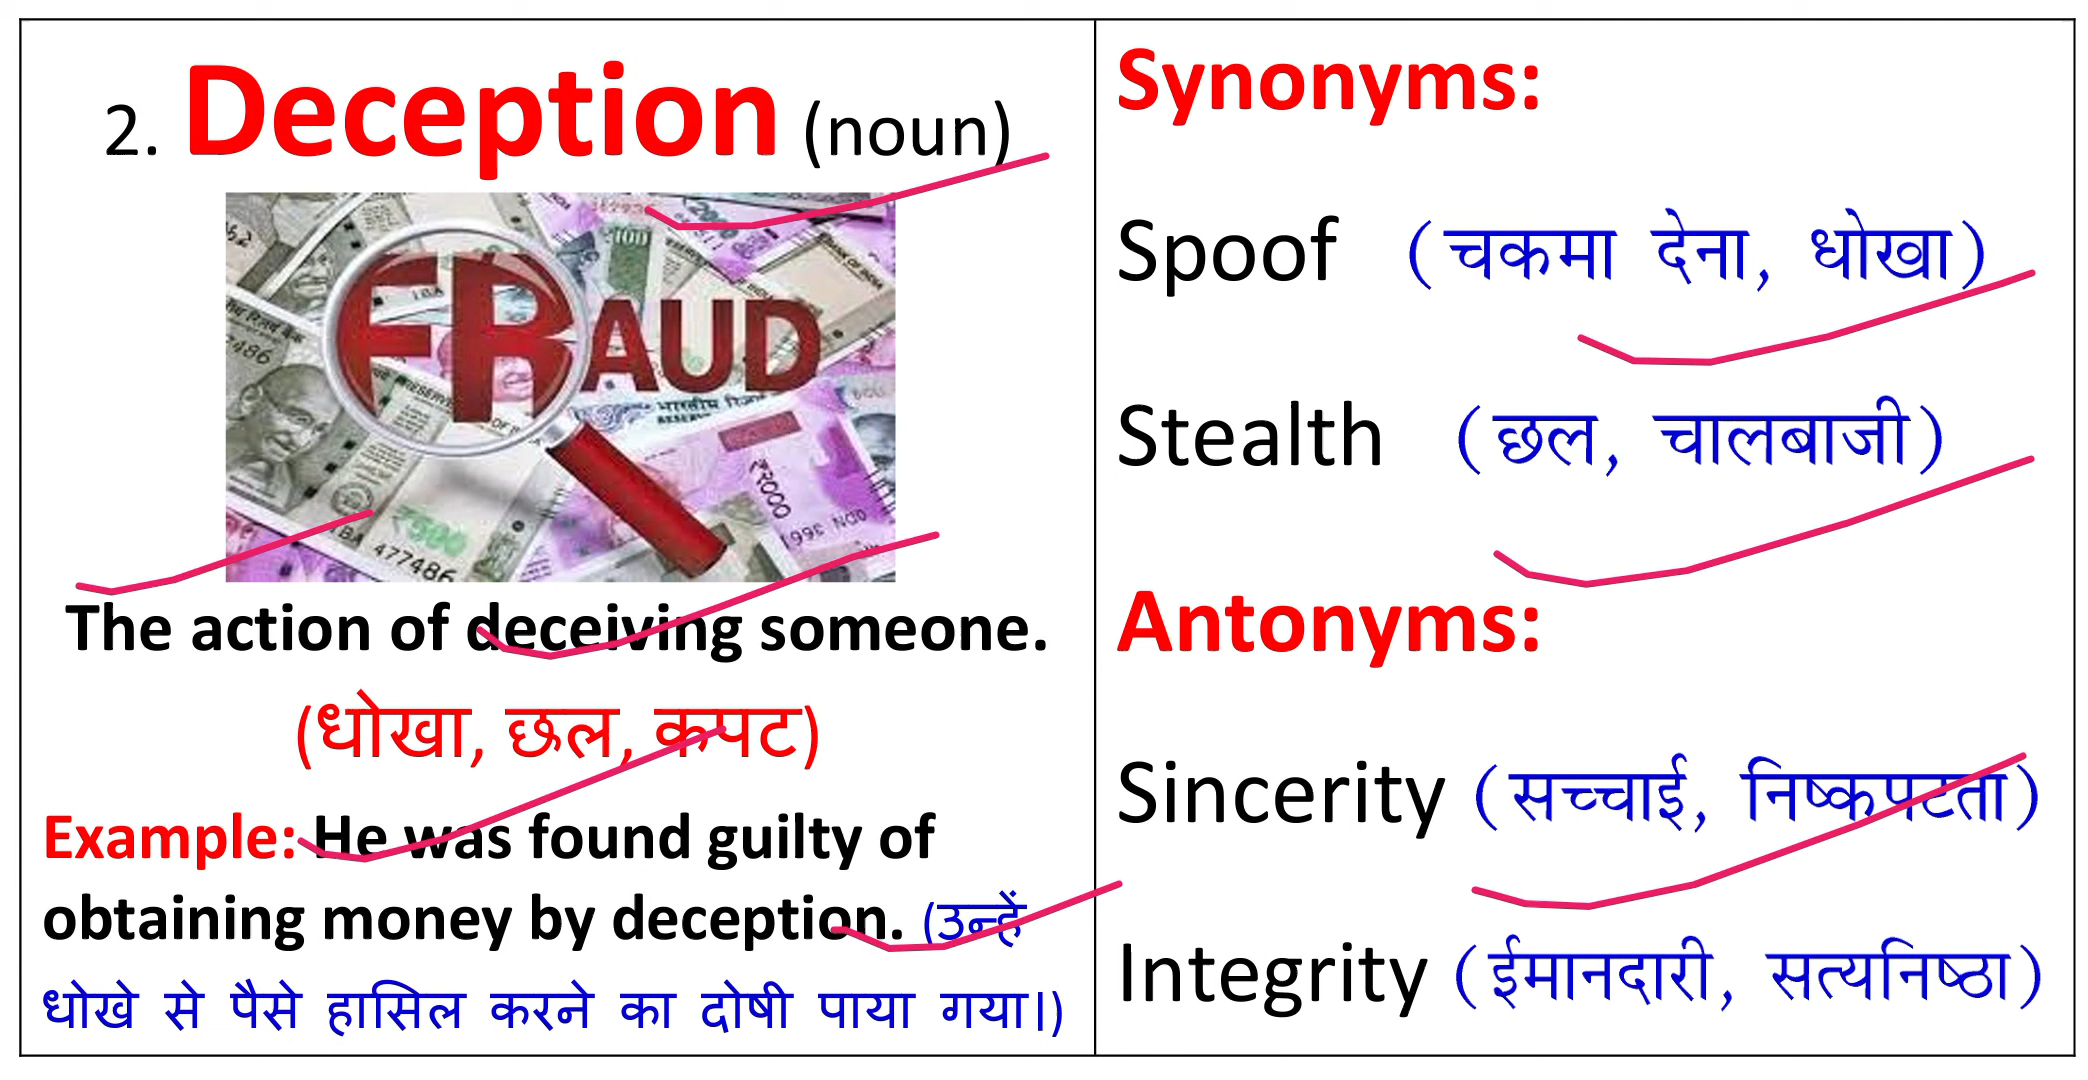 2. Deception (noun)
FRAUD
The action of deceiving someone.
(धोखा, छल, कपट)
Example: He was found guilty of
obtaining money by deception. (उन्हें
धोखे से पैसे हासिल करने का दोषी पाया गया।)
Synonyms:
Spoof (चकमा देना, धोखा)
Stealth (छल, चालबाजी)
Antonyms:
Sincerity (सच्चाई, निष्कपटता)
Integrity (ईमानदारी, सत्यनिष्ठा)